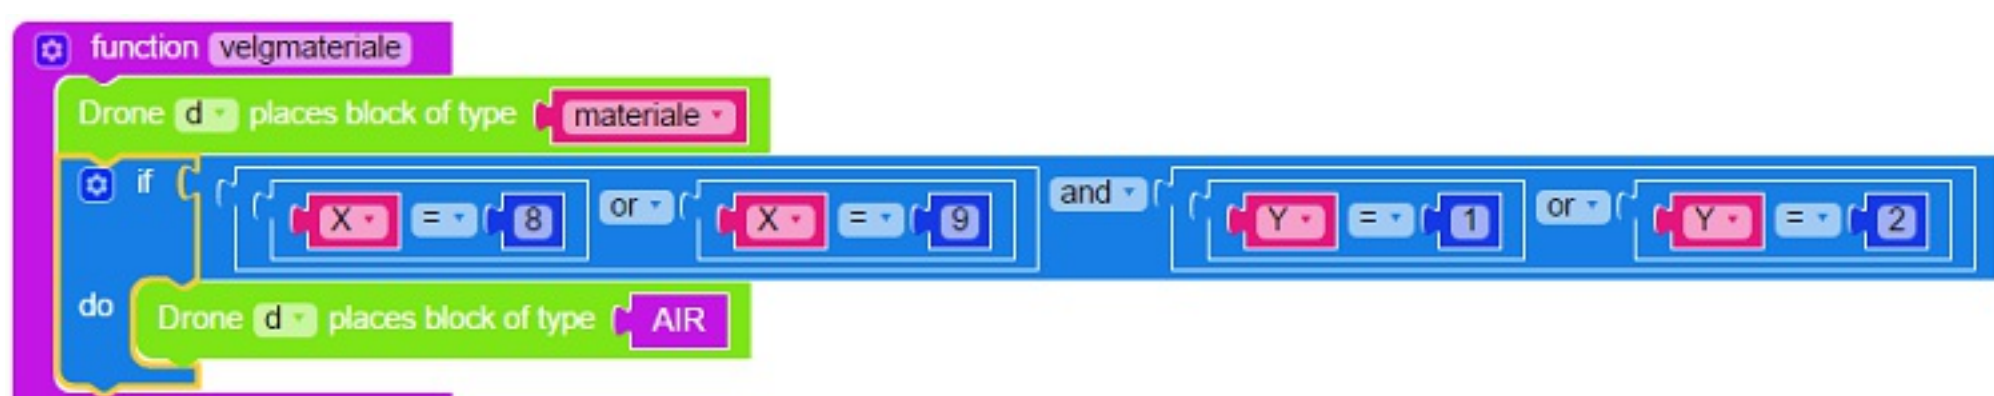 function velgmateriale
Drone d places block of type materiale
if X = 8 or X = 9 and Y = 1 or Y = 2
do Drone d places block of type AIR